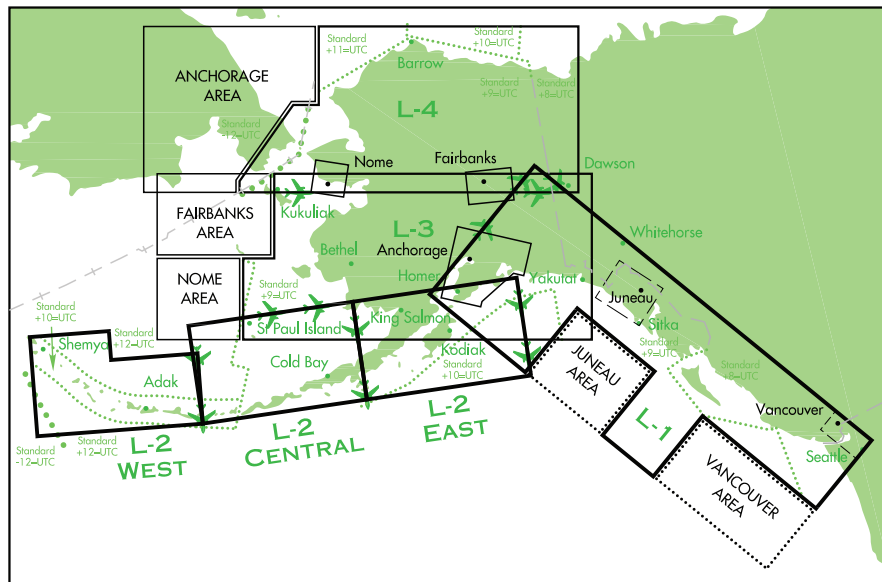 Standard
+11=UTC
Standard
+10=UTC
Barrow
ANCHORAGE
AREA
Standard
+9=UTC
Standard
+8=UTC
L-4
Standard
-12=UTC
Nome
Fairbanks
Dawson
Kukuliak
FAIRBANKS
AREA
L-3
Whitehorse
Bethel
Anchorage
NOME
AREA
Standard
+9=UTC
Homer
Yakutat
Juneau
Standard
+10=UTC
St Paul Island
King Salmon
Sitka
Standard
+12=UTC
Shemya
Kodiak
JUNEAU
AREA
Standard
+9=UTC
Cold Bay
Standard
+10=UTC
Standard
+8=UTC
Adak
L-2
EAST
L-1
Vancouver
Standard
-12=UTC
Standard
+12=UTC
L-2
WEST
L-2
CENTRAL
Seattle
VANCOUVER
AREA